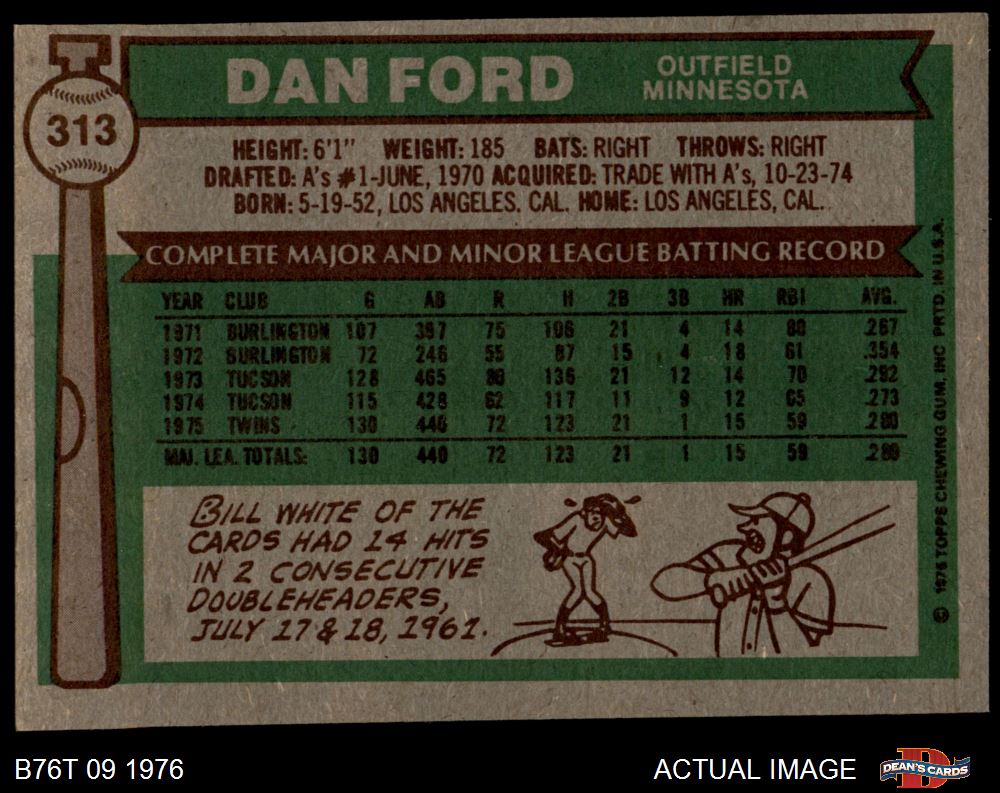 313
DAN FORD
OUTFIELD
MINNESOTA
HEIGHT: 6'1" WEIGHT: 185 BATS: RIGHT THROWS: RIGHT
DRAFTED: A's #1-JUNE, 1970 ACQUIRED: TRADE WITH A's, 10-23-74
BORN: 5-19-52, LOS ANGELES, CAL. HOME: LOS ANGELES, CAL.
COMPLETE MAJOR AND MINOR LEAGUE BATTING RECORD
YEAR CLUB G AB R H 2B 3B HR RBI AVG.
1971 BURLINGTON 107 397 75 106 21 4 14 80 .267
1972 BURLINGTON 72 246 55 87 15 4 18 61 .354
1973 TUCSON 128 465 136 21 12 14 70 .292
1974 TUCSON 115 428 62 117 11 9 12 65 .273
1975 TWINS 130 440 72 123 21 1 15 59 .280
MAJ. LEA. TOTALS: 130 440 72 123 21 1 15 59 .280
BILL WHITE OF THE
CARDS HAD 14 HITS
IN 2 CONSECUTIVE
DOUBLEHEADERS,
JULY 17 & 18, 1961.
© 1976 TOPPS CHEWING GUM, INC PRTD. IN U.S.A.
B76T 09 1976
ACTUAL IMAGE
D
DEAN'S CARDS